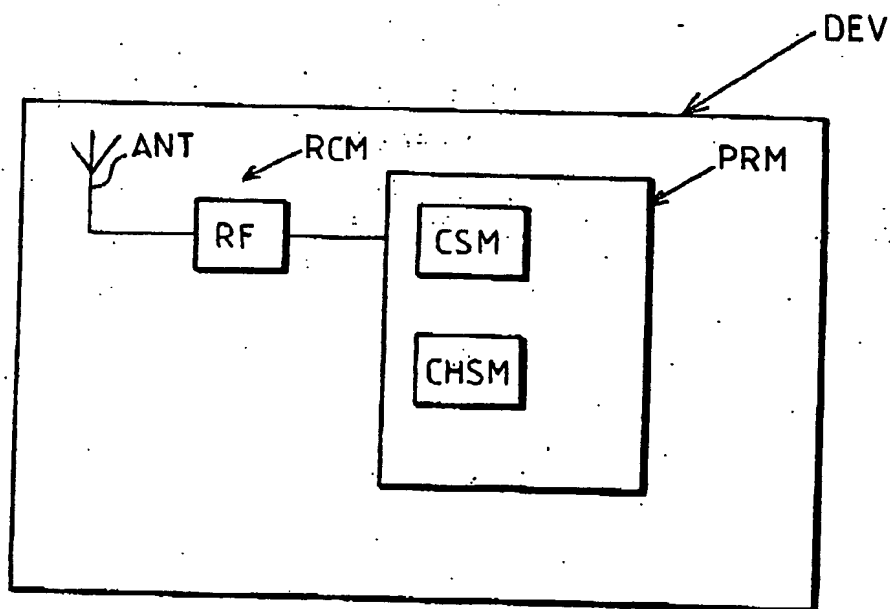 DEV
ANT
RCM
PRM
RF
CSM
CHSM